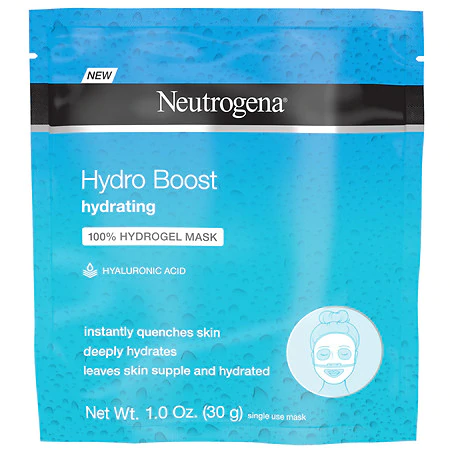 NEW
Neutrogena®
Hydro Boost
hydrating
100% HYDROGEL MASK
HYALURONIC ACID
instantly quenches skin
deeply hydrates
leaves skin supple and hydrated
Net Wt. 1.0 Oz. (30 g) single use mask